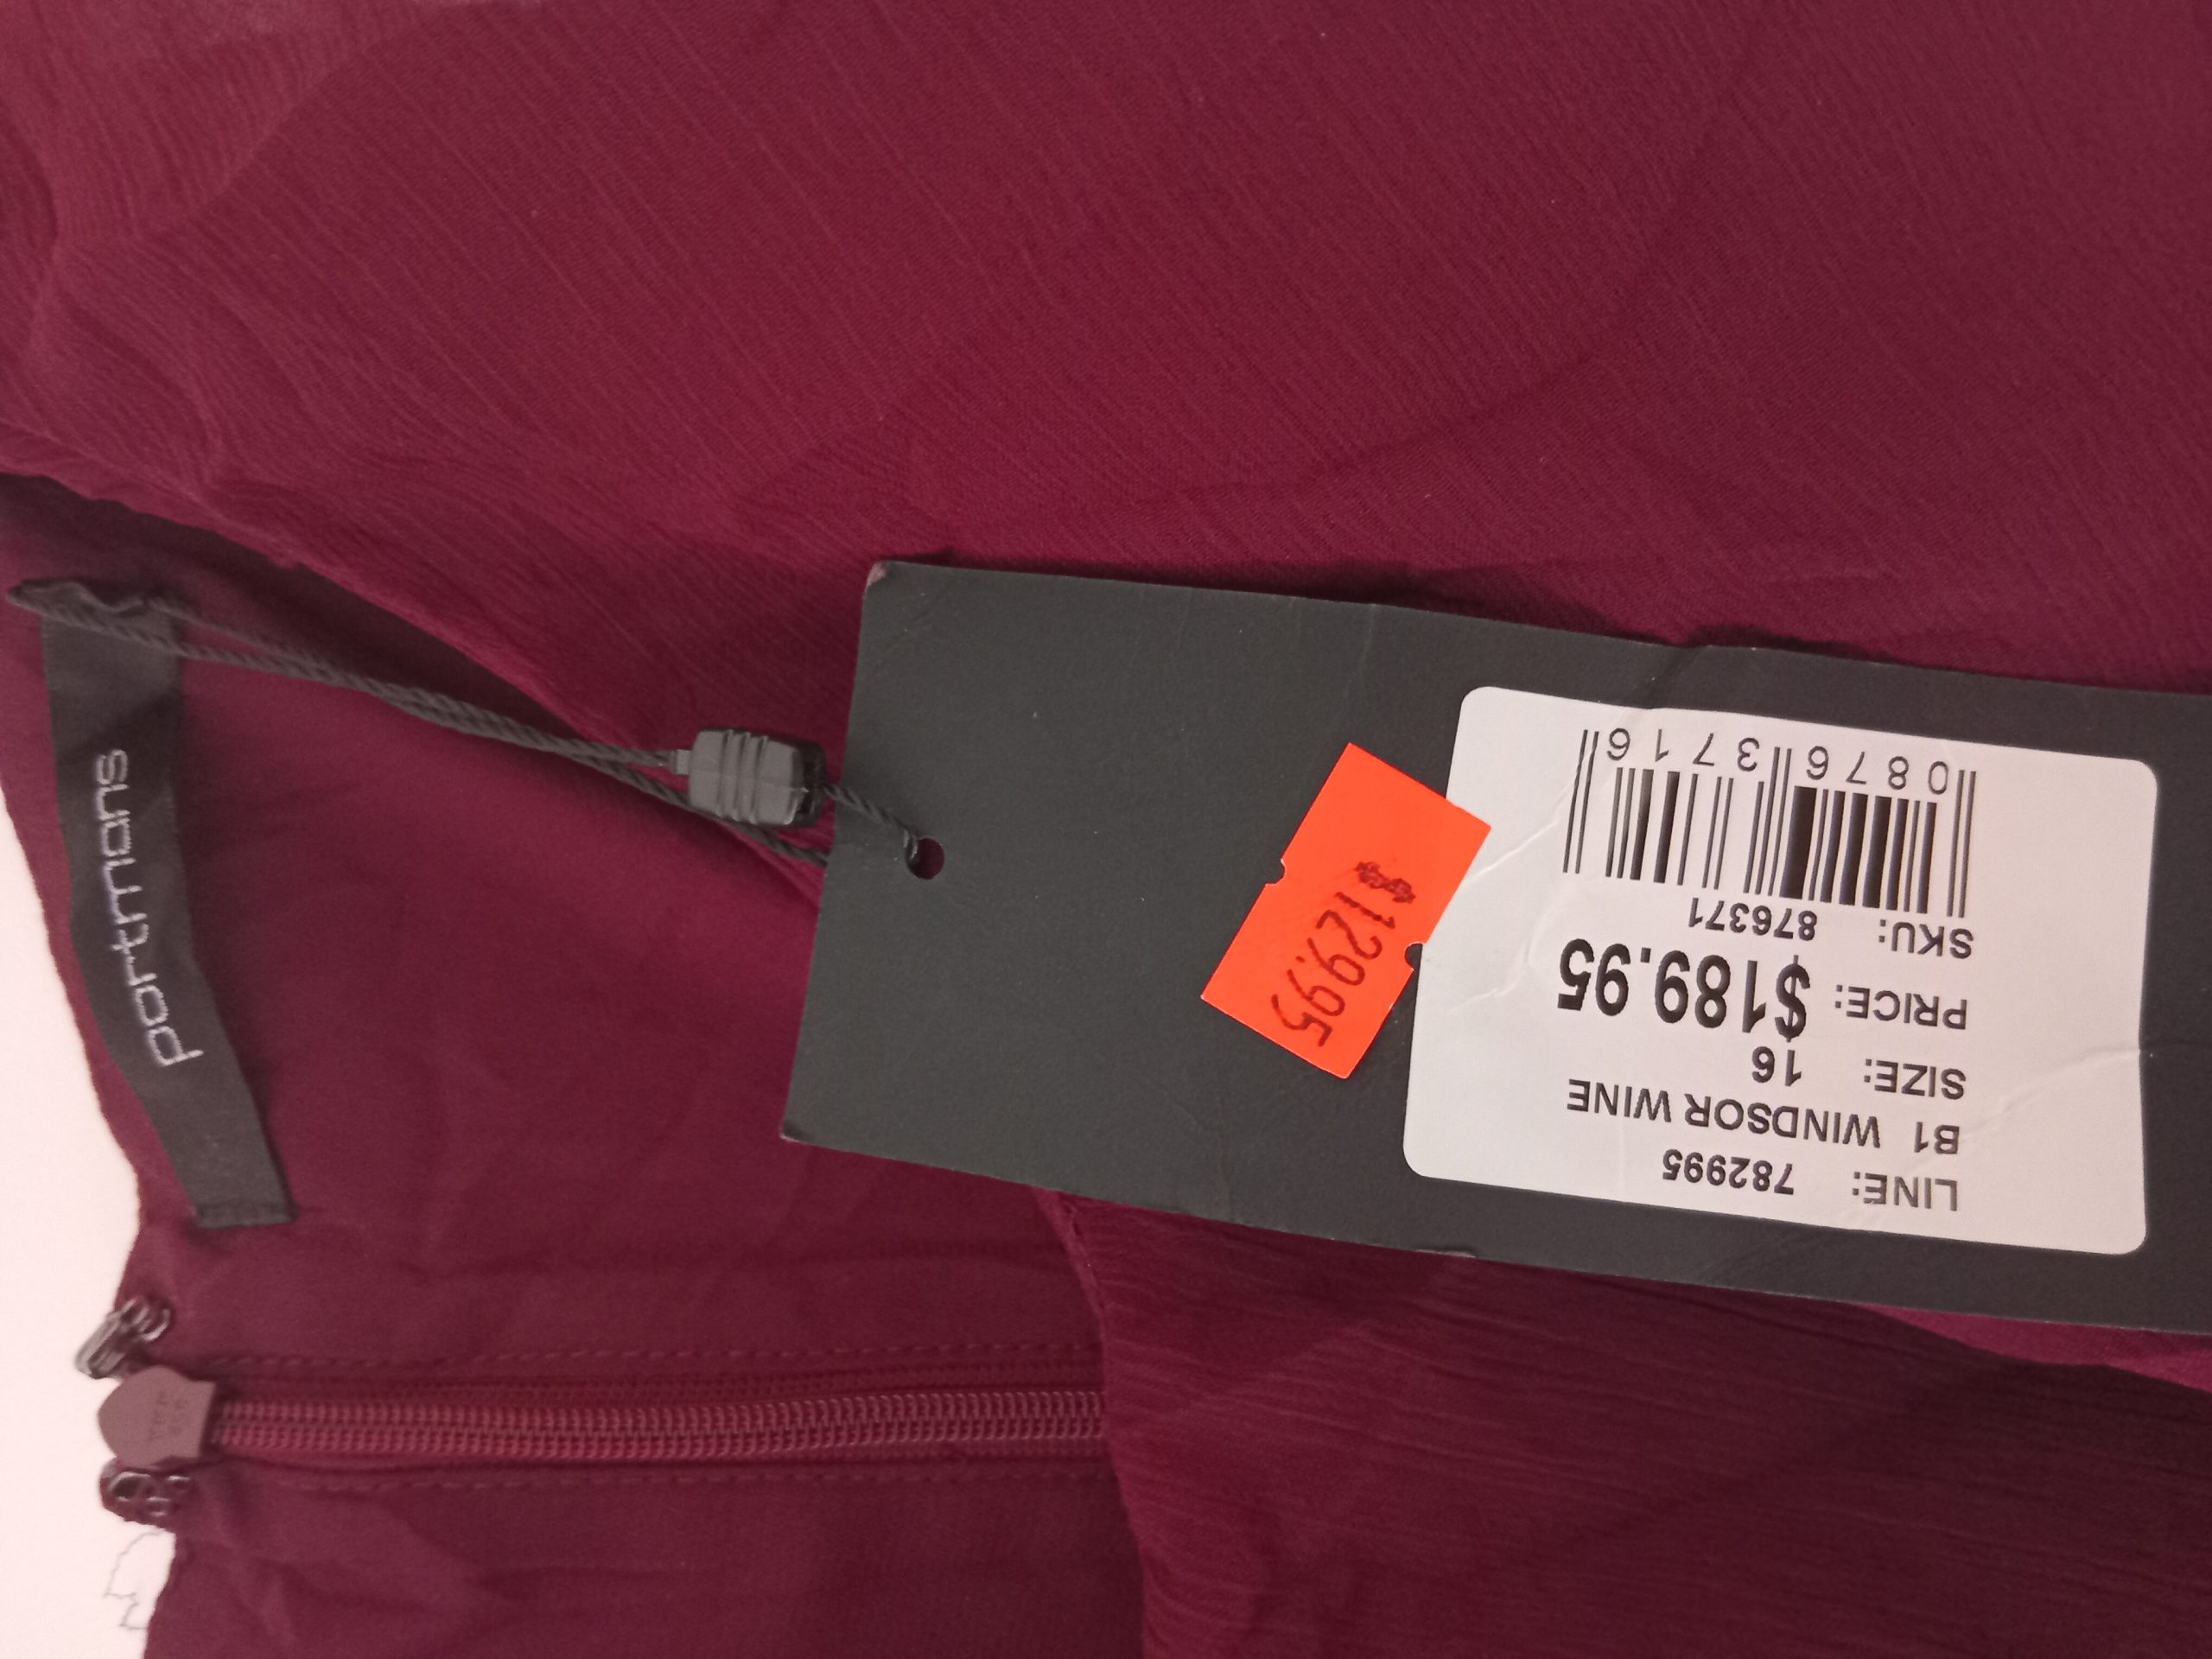 portmans
$129.95
LINE: 782995
B1 WINDSOR WINE
SIZE: 16
PRICE: $189.95
SKU: 876371
0876 3716